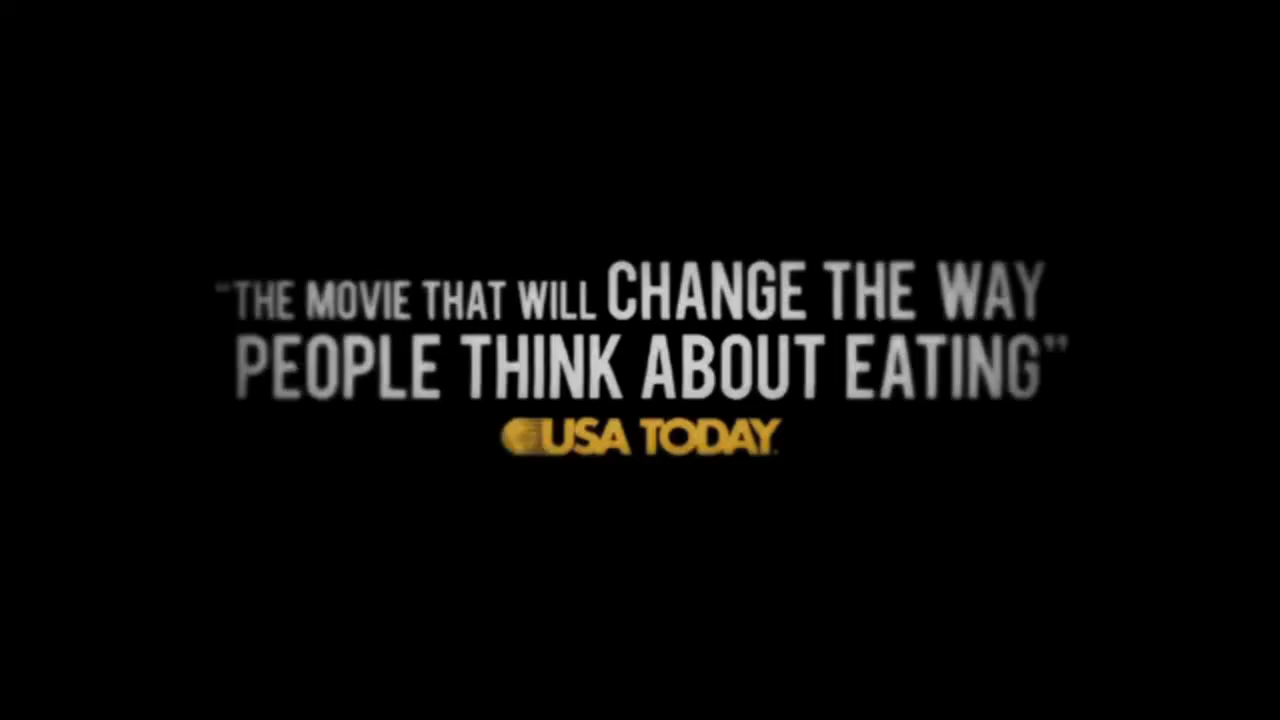 "THE MOVIE THAT WILL CHANGE THE WAY
PEOPLE THINK ABOUT EATING"
USA TODAY